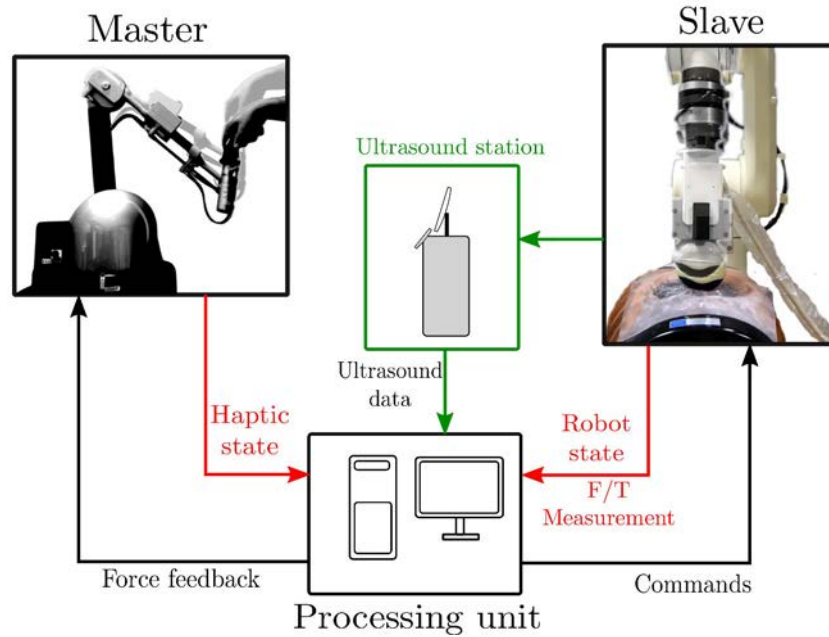 Master
Slave
Ultrasound station
Ultrasound
data
Haptic
state
Robot
state
F/T
Measurement
Force feedback
Commands
Processing unit